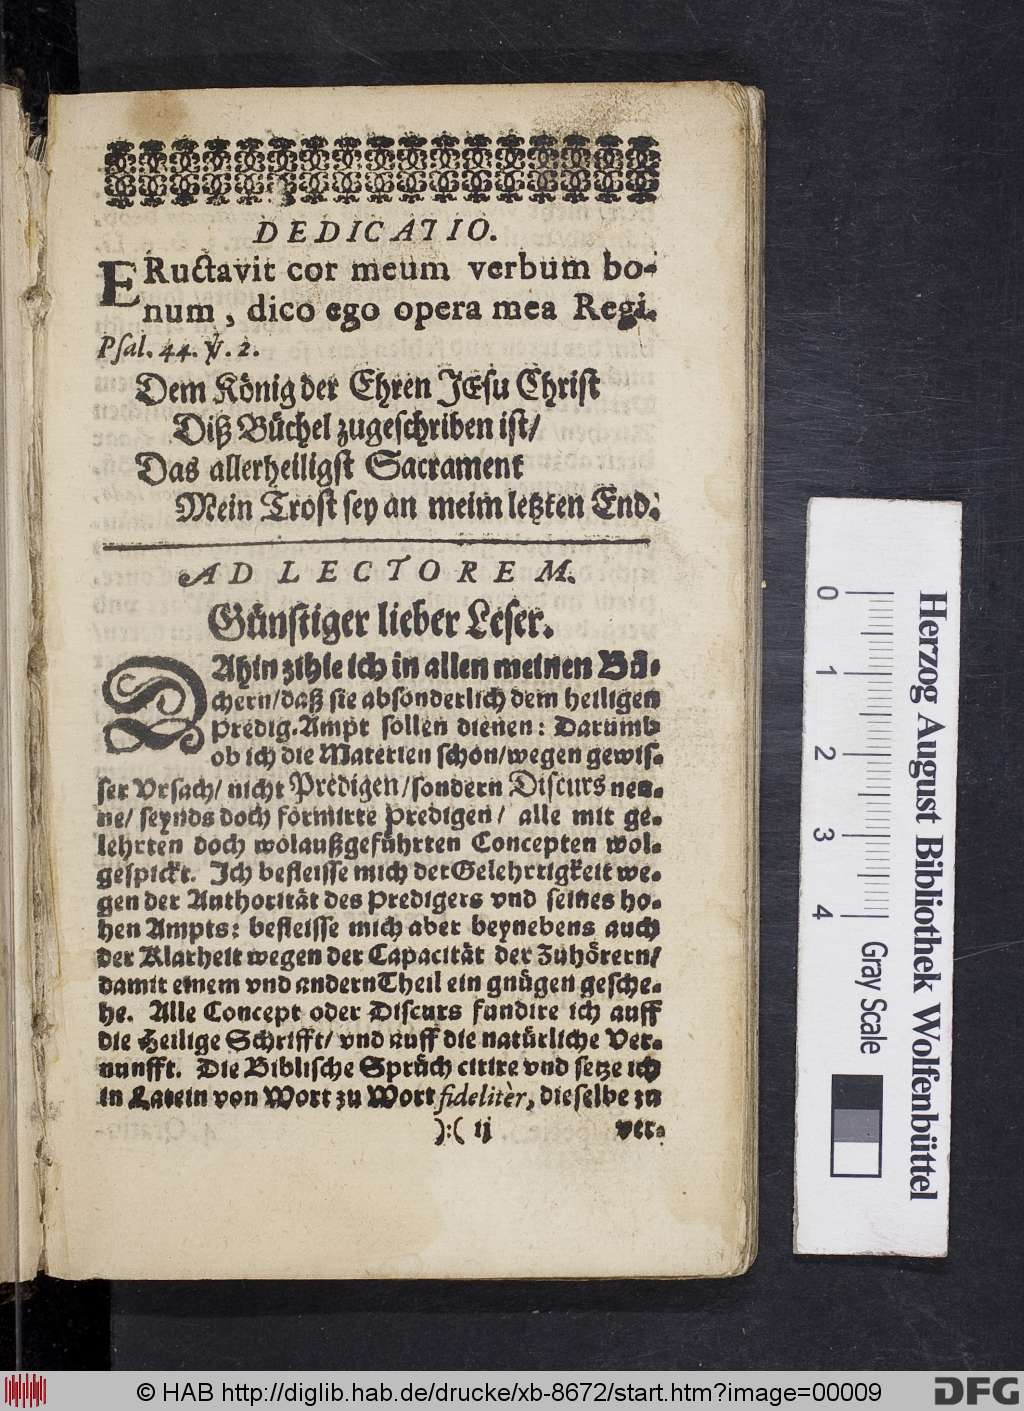 DEDICATIO.
ERuctavit cor meum verbum bo-
num, dico ego opera mea Regi.
Psal. 44. ℣. 2.
Dem König der Ehren JEsu Christ
Diß Büchel zugeschriben ist/
Das allerheiligst Sacrament
Mein Trost sey an meim letzten End.
AD LECTOREM.
Günstiger lieber Leser.
DAhin zihle ich in allen meinen Bü-
chern/daß sie absonderlich dem heiligen
Predig-Ampt sollen dienen: Darumb
ob ich die Materien schon/wegen gewis-
ser Vrsach/ nicht Predigen/sondern Discurs nen-
ne/ seynds doch formirte Predigen/ alle mit ge-
lehrten doch wolaußgeführten Concepten wol-
gespickt. Ich befleisse mich der Gelehrtigkeit we-
gen der Authorität des Predigers vnd seines ho-
hen Ampts: befleisse mich aber beynebens auch
der Klarheit wegen der Capacität der Zuhörern/
damit einem vnd andern Theil ein gnügen gesche-
he. Alle Concept oder Discurs fundire ich auff
die Heilige Schrifft/ vnd auff die natürliche Ver-
nunfft. Die Biblische Sprüch citire vnd setze ich
in Latein von Wort zu Wort fidelitèr, dieselbe zu
):( ij ver-
0 1 2 3 4
Herzog August Bibliothek Wolfenbüttel
Gray Scale
© HAB http://diglib.hab.de/drucke/xb-8672/start.htm?image=00009
DFG